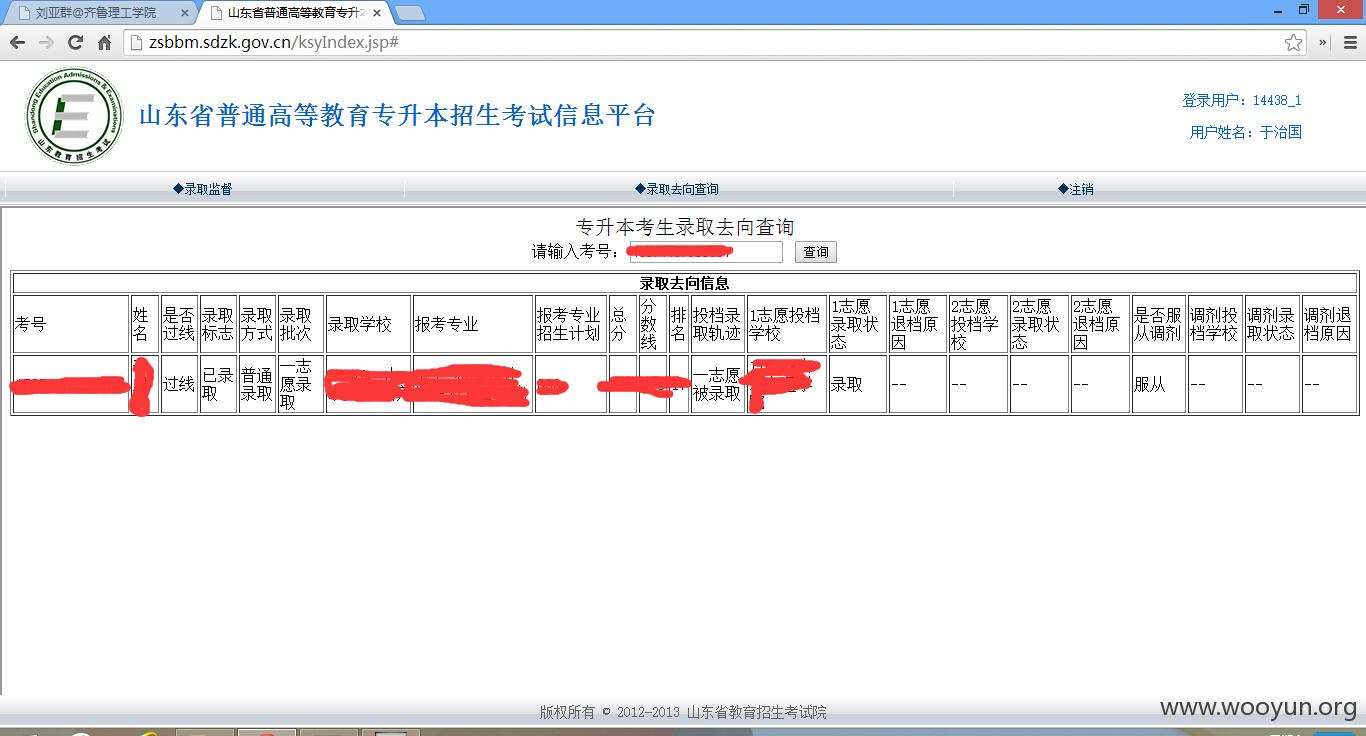 刘亚群@齐鲁理工学院
山东省普通高等教育专升
zsbbm.sdzk.gov.cn/ksyIndex.jsp#
Shandong Education Admissions & Examinations
山东教育招生考试
山东省普通高等教育专升本招生考试信息平台
登录用户：14438_1
用户姓名：于治国
◆录取监督 ◆录取去向查询 ◆注销
专升本考生录取去向查询
请输入考号： 查询
录取去向信息
考号 姓名 是否过线 录取标志 录取方式 录取批次 录取学校 报考专业 报考专业招生计划 总分 分数线 排名 投档录取轨迹 1志愿投档学校 1志愿录取状态 1志愿退档原因 2志愿投档学校 2志愿录取状态 2志愿退档原因 是否服从调剂 调剂投档学校 调剂录取状态 调剂退档原因
过线 已录取 普通录取 一志愿录取 一志愿被录取 录取 -- -- -- -- 服从 -- -- --
版权所有 © 2012-2013 山东省教育招生考试院
www.wooyun.org